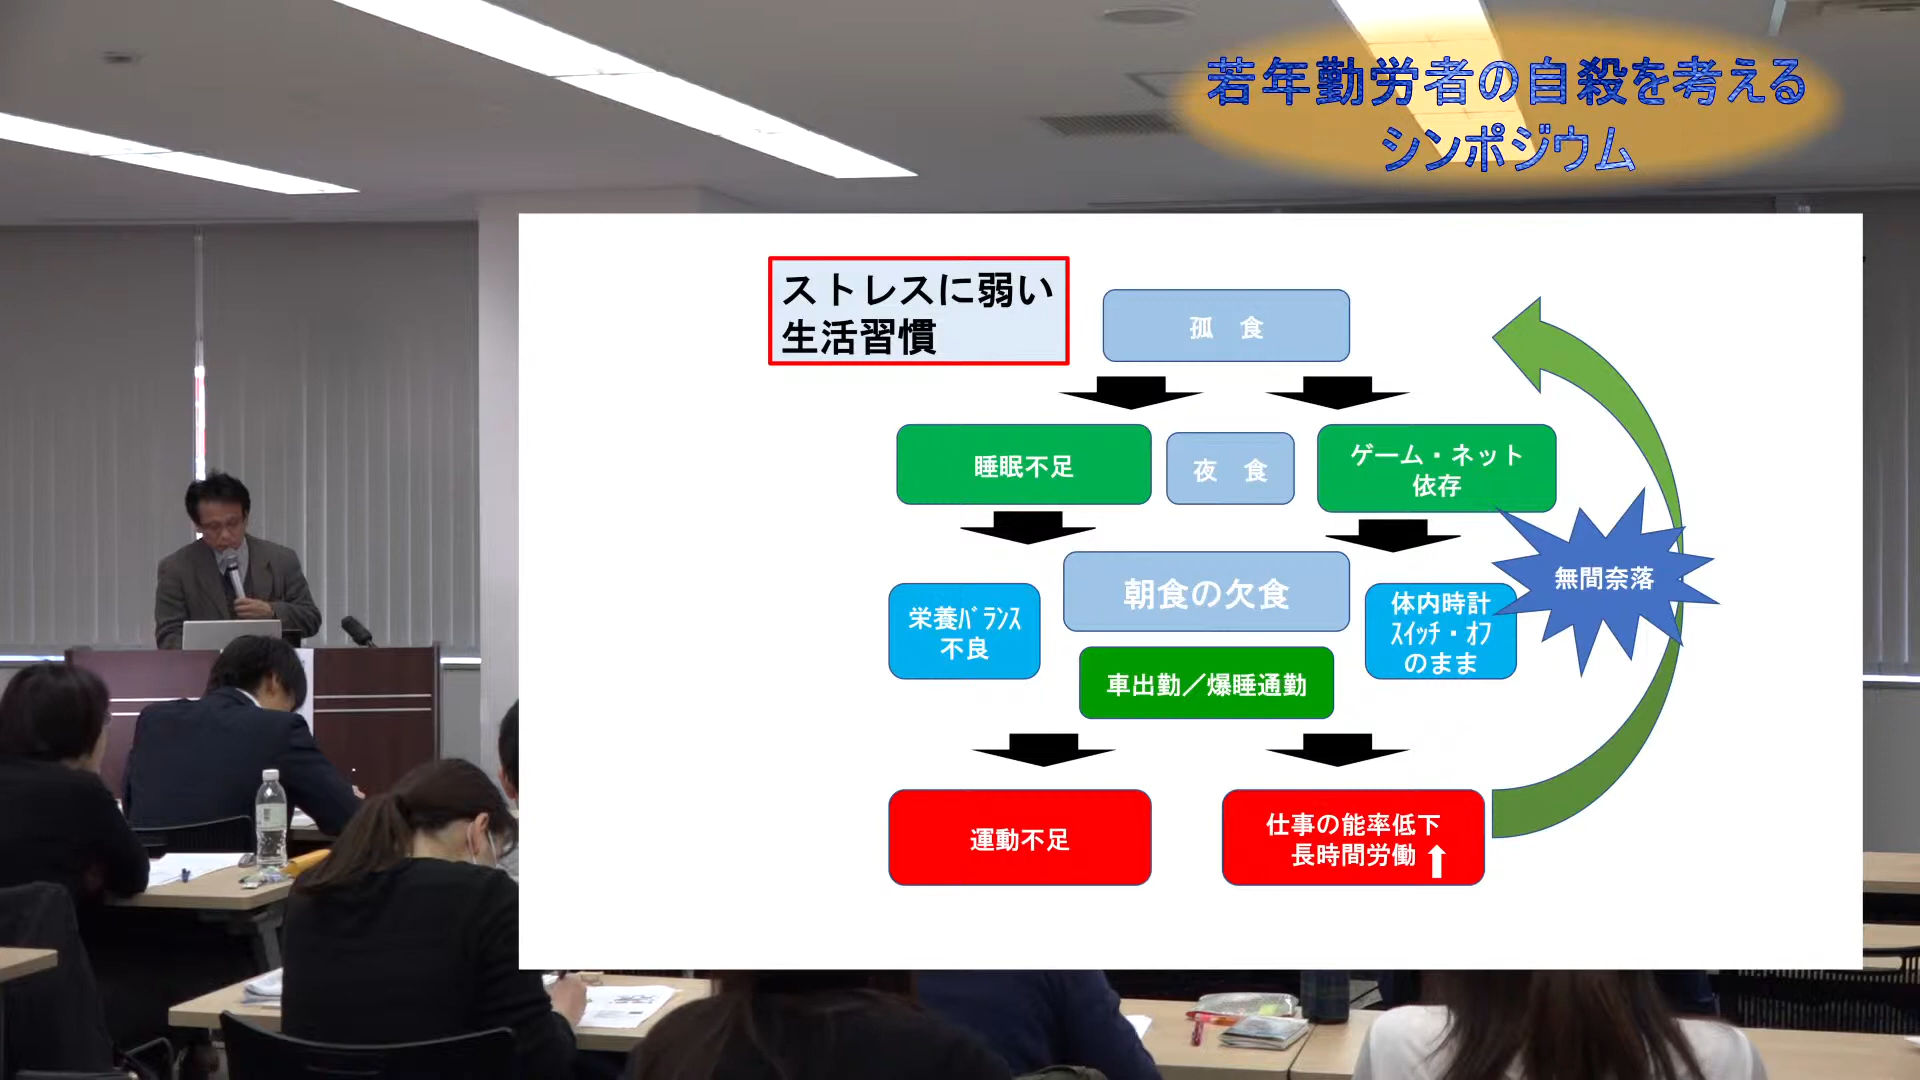 若年勤労者の自殺を考える
シンポジウム
ストレスに弱い
生活習慣
孤　食
睡眠不足
夜　食
ゲーム・ネット
依存
無間奈落
朝食の欠食
栄養ﾊﾞﾗﾝｽ
不良
体内時計
ｽｲｯﾁ・ｵﾌ
のまま
車出勤／爆睡通勤
運動不足
仕事の能率低下
長時間労働